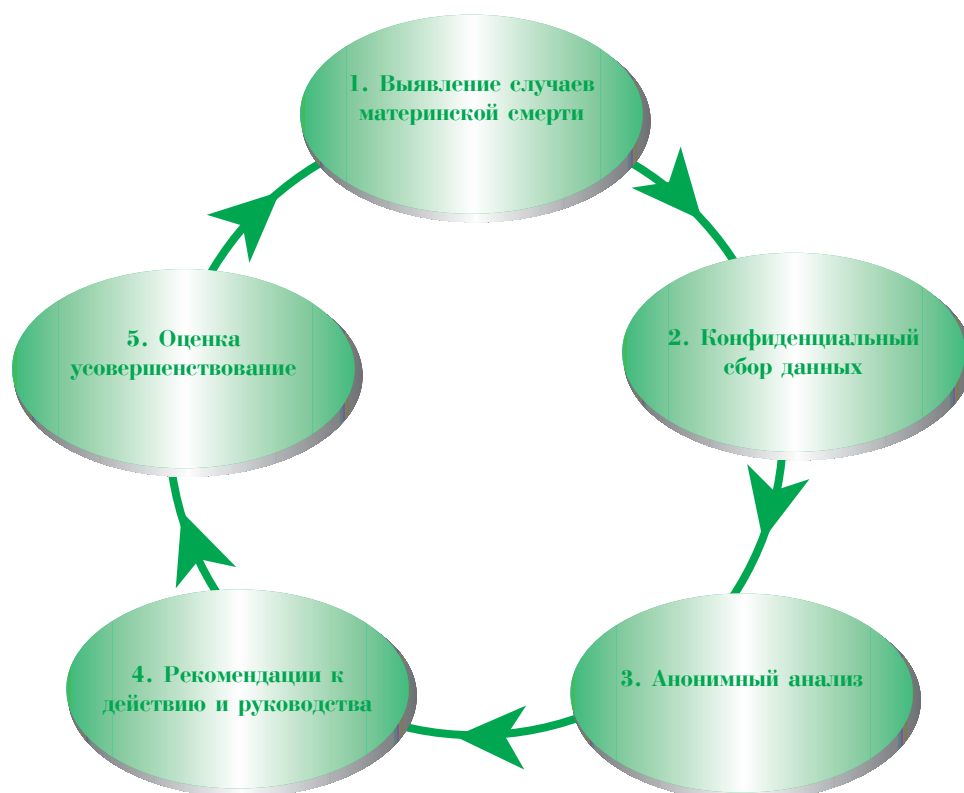 1. Выявление случаев
материнской смерти
2. Конфиденциальный
сбор данных
3. Анонимный анализ
4. Рекомендации к
действию и руководства
5. Оценка
усовершенствование